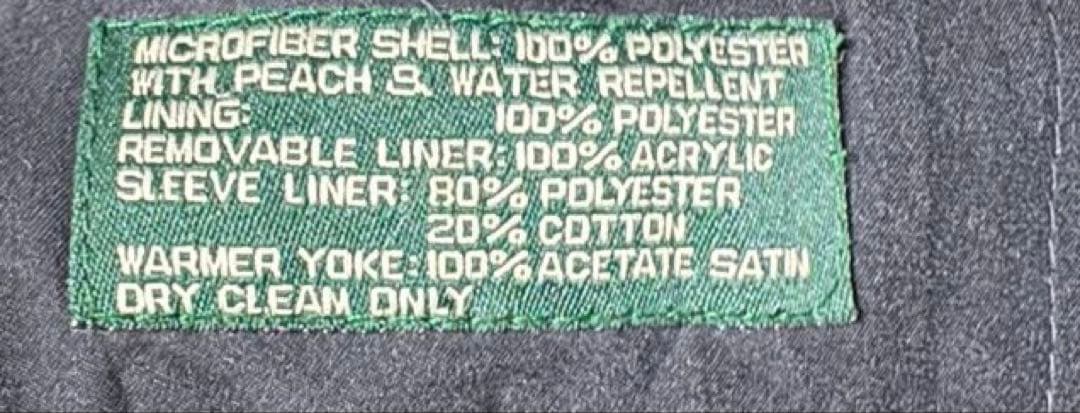 MICROFIBER SHELL: 100% POLYESTER
WITH PEACH & WATER REPELLENT
LINING: 100% POLYESTER
REMOVABLE LINER: 100% ACRYLIC
SLEEVE LINER: 80% POLYESTER
20% COTTON
WARMER YOKE: 100% ACETATE SATIN
DRY CLEAN ONLY